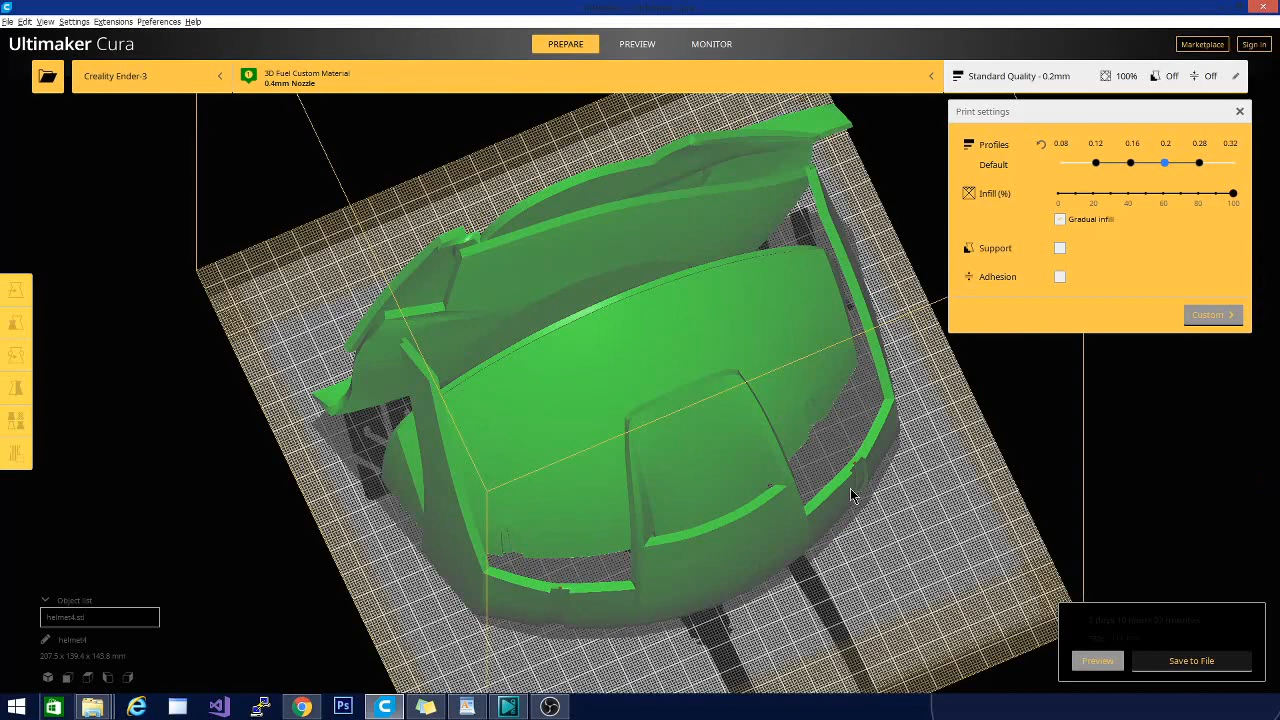 File Edit View Settings Extensions Preferences Help
Ultimaker Cura
PREPARE PREVIEW MONITOR
Marketplace Sign in
Creality Ender-3
3D Fuel Custom Material
0.4mm Nozzle
Standard Quality - 0.2mm 100% Off Off
Print settings
Profiles 0.08 0.12 0.16 0.2 0.28 0.32
Default
Infill (%)
0 20 40 60 80 100
Gradual infill
Support
Adhesion
Custom
Object list
helmet4.stl
helmet4
207.5 x 139.4 x 143.8 mm
Preview Save to File
Ps